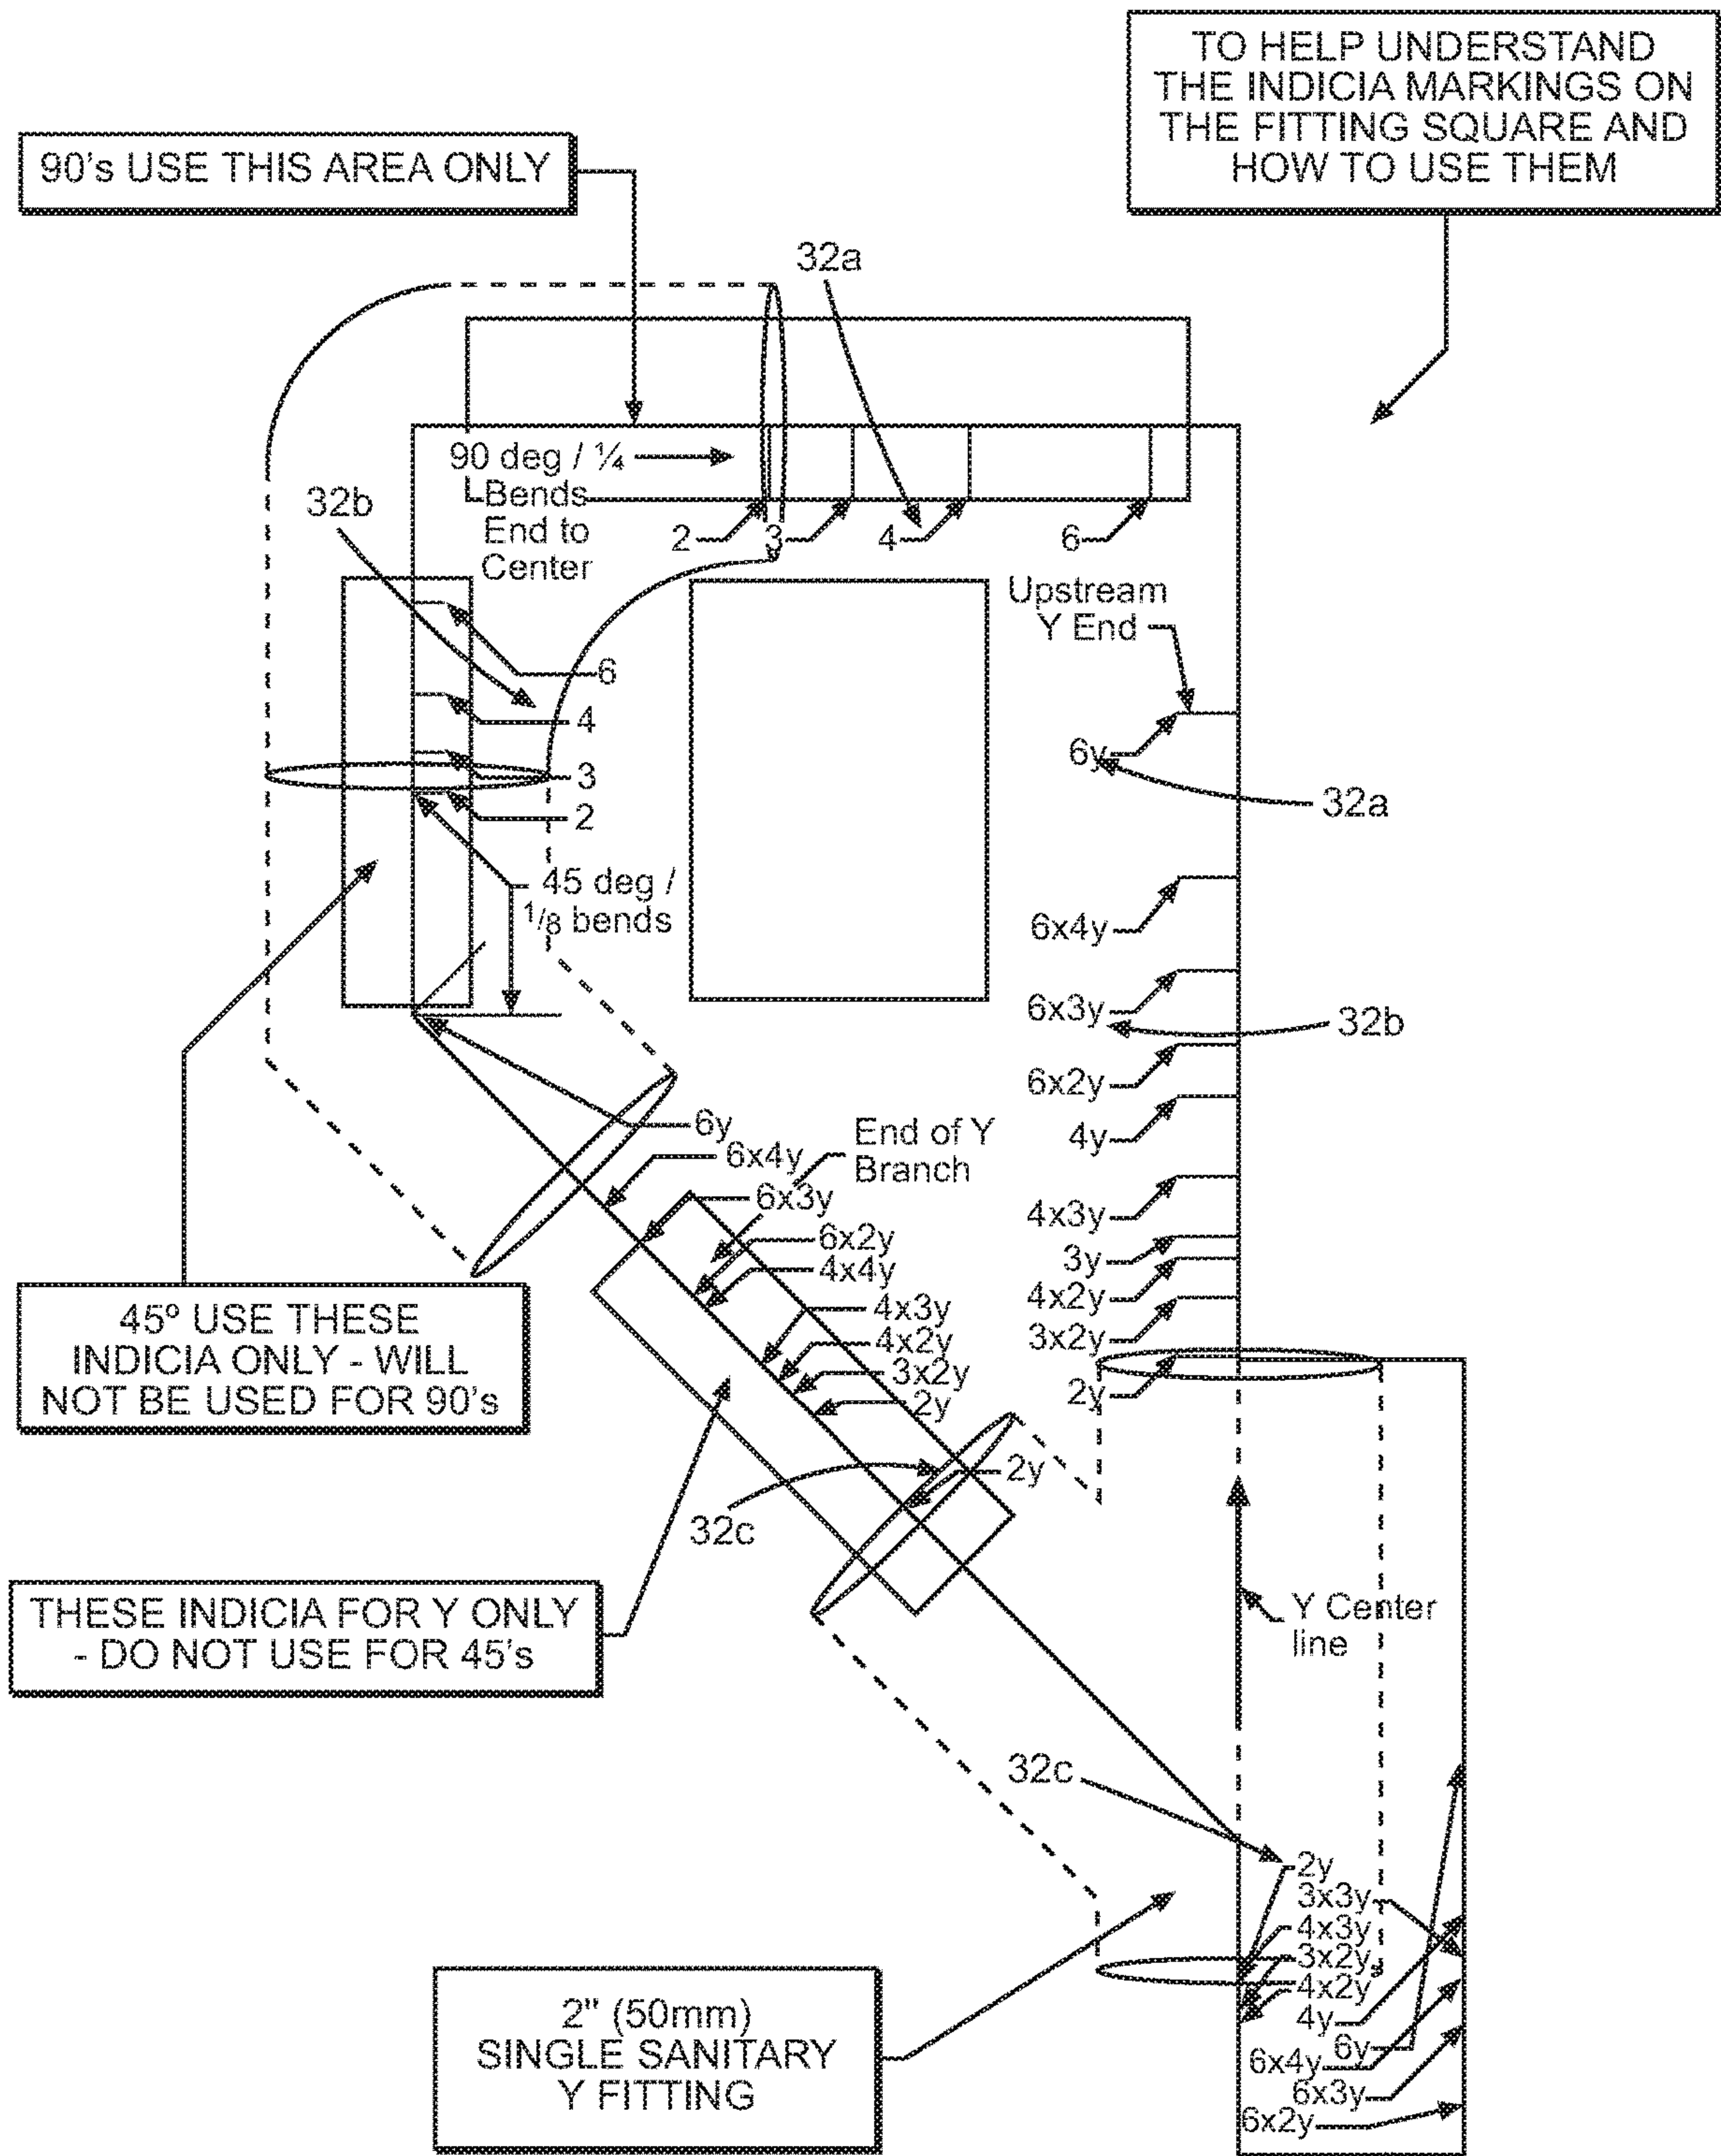 TO HELP UNDERSTAND
THE INDICIA MARKINGS ON
THE FITTING SQUARE AND
HOW TO USE THEM
90's USE THIS AREA ONLY
32a
90 deg / ¼
Bends
End to
Center
32b
2
3
4
6
Upstream
Y End
6
4
3
2
6y
32a
45 deg /
1/8 bends
6x4y
6x3y
32b
6x2y
4y
4x3y
3y
4x2y
3x2y
2y
6y
6x4y
End of Y
Branch
6x3y
6x2y
4x4y
4x3y
4x2y
3x2y
2y
2y
32c
45º USE THESE
INDICIA ONLY - WILL
NOT BE USED FOR 90's
THESE INDICIA FOR Y ONLY
- DO NOT USE FOR 45's
Y Center
line
32c
2y
3x3y
4x3y
3x2y
4x2y
4y
6y
6x4y
6x3y
6x2y
2" (50mm)
SINGLE SANITARY
Y FITTING